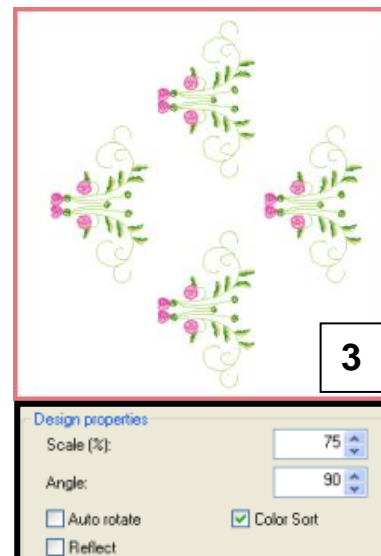 3
Design properties
Scale (%): 75
Angle: 90
Auto rotate Color Sort
Reflect